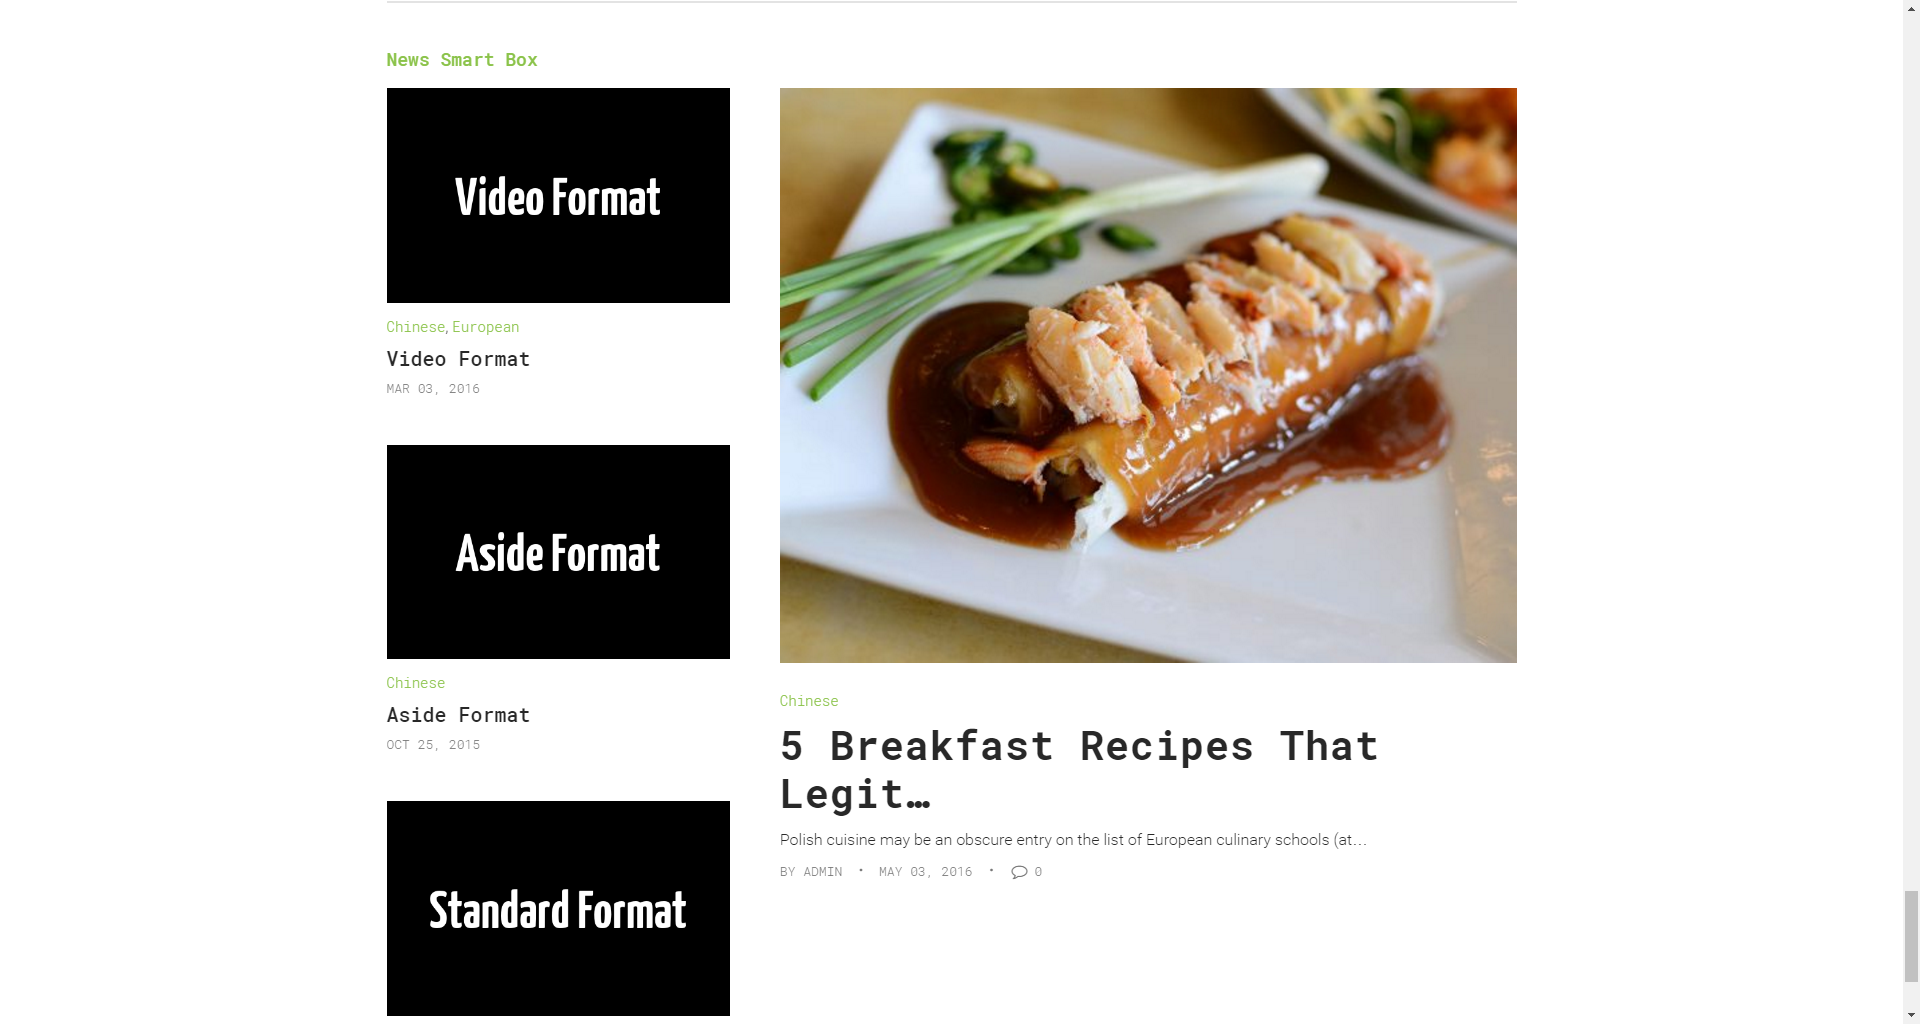 News Smart Box
Video Format
Chinese, European
Video Format
MAR 03, 2016
Aside Format
Chinese
Aside Format
OCT 25, 2015
Standard Format
Chinese
5 Breakfast Recipes That
Legit…
Polish cuisine may be an obscure entry on the list of European culinary schools (at…
BY ADMIN • MAY 03, 2016 • 0